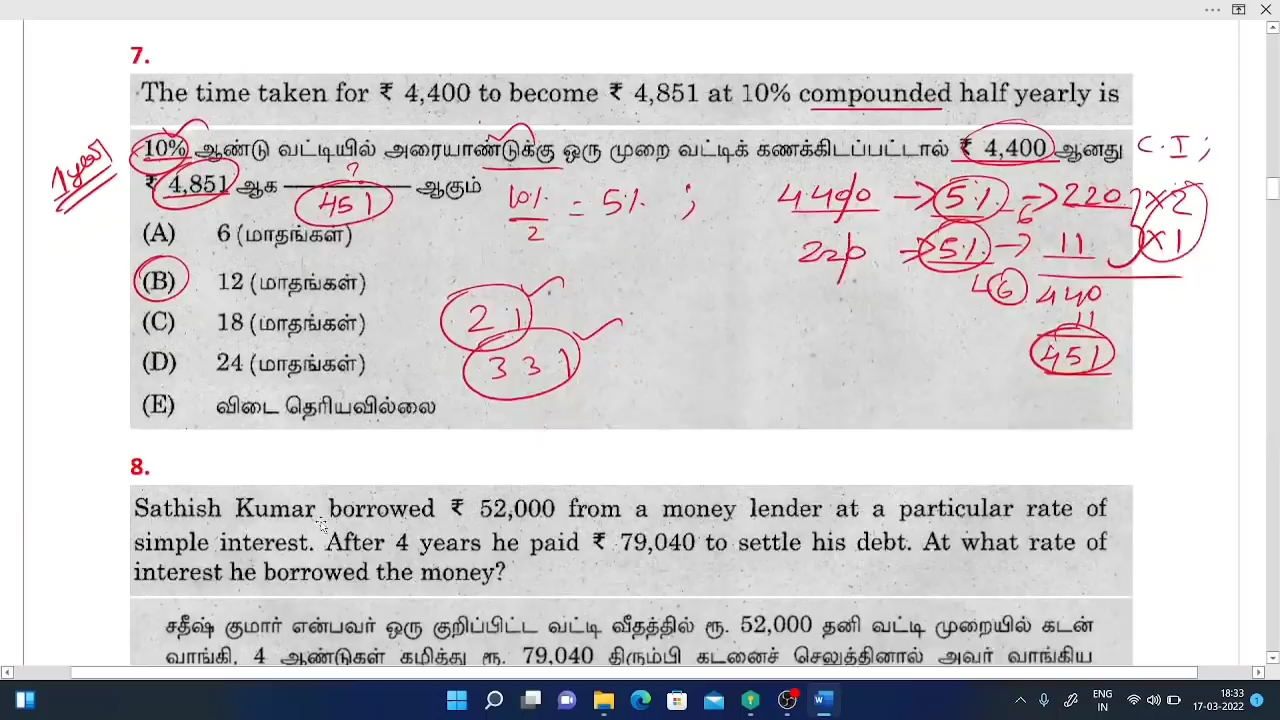 7.
The time taken for ₹ 4,400 to become ₹ 4,851 at 10% compounded half yearly is
10% ஆண்டு வட்டியில் அரையாண்டுக்கு ஒரு முறை வட்டிக் கணக்கிடப்பட்டால் ₹ 4,400 ஆனது
C.I ;
1 year
₹ 4,851 ஆக ? ஆகும்
451
10% / 2 = 5% ;
4400 → 5% → 220 } × 2
6
220 → 5% → 11 × 1
6
440
11
451
(A) 6 (மாதங்கள்)
(B) 12 (மாதங்கள்)
(C) 18 (மாதங்கள்)
(D) 24 (மாதங்கள்)
(E) விடை தெரியவில்லை
2 1
3 3 1
8.
Sathish Kumar borrowed ₹ 52,000 from a money lender at a particular rate of
simple interest. After 4 years he paid ₹ 79,040 to settle his debt. At what rate of
interest he borrowed the money?
சதீஷ் குமார் என்பவர் ஒரு குறிப்பிட்ட வட்டி வீதத்தில் ரூ. 52,000 தனி வட்டி முறையில் கடன்
வாங்கி, 4 ஆண்டுகள் கழித்து ரூ. 79,040 திரும்பி கடனைச் செலுத்தினால் அவர் வாங்கிய
ENG
IN
18:33
17-03-2022